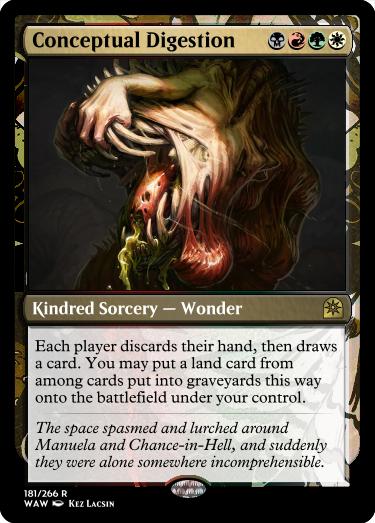 Conceptual Digestion
Kindred Sorcery — Wonder
Each player discards their hand, then draws
a card. You may put a land card from
among cards put into graveyards this way
onto the battlefield under your control.
The space spasmed and lurched around
Manuela and Chance-in-Hell, and suddenly
they were alone somewhere incomprehensible.
181/266 R
WAW Kez Lacsin